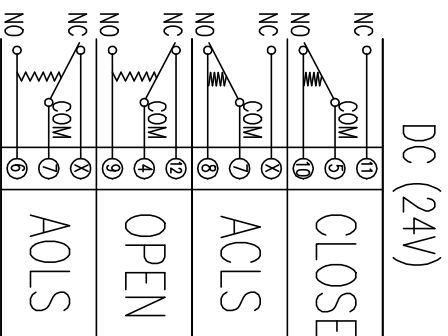 DC (24V)
NC 11
COM 5 CLOSE
NO 10
NC X
COM 7 ACLS
NO 8
NC 12
COM 4 OPEN
NO 9
NC X
COM 7 AOLS
NO 6